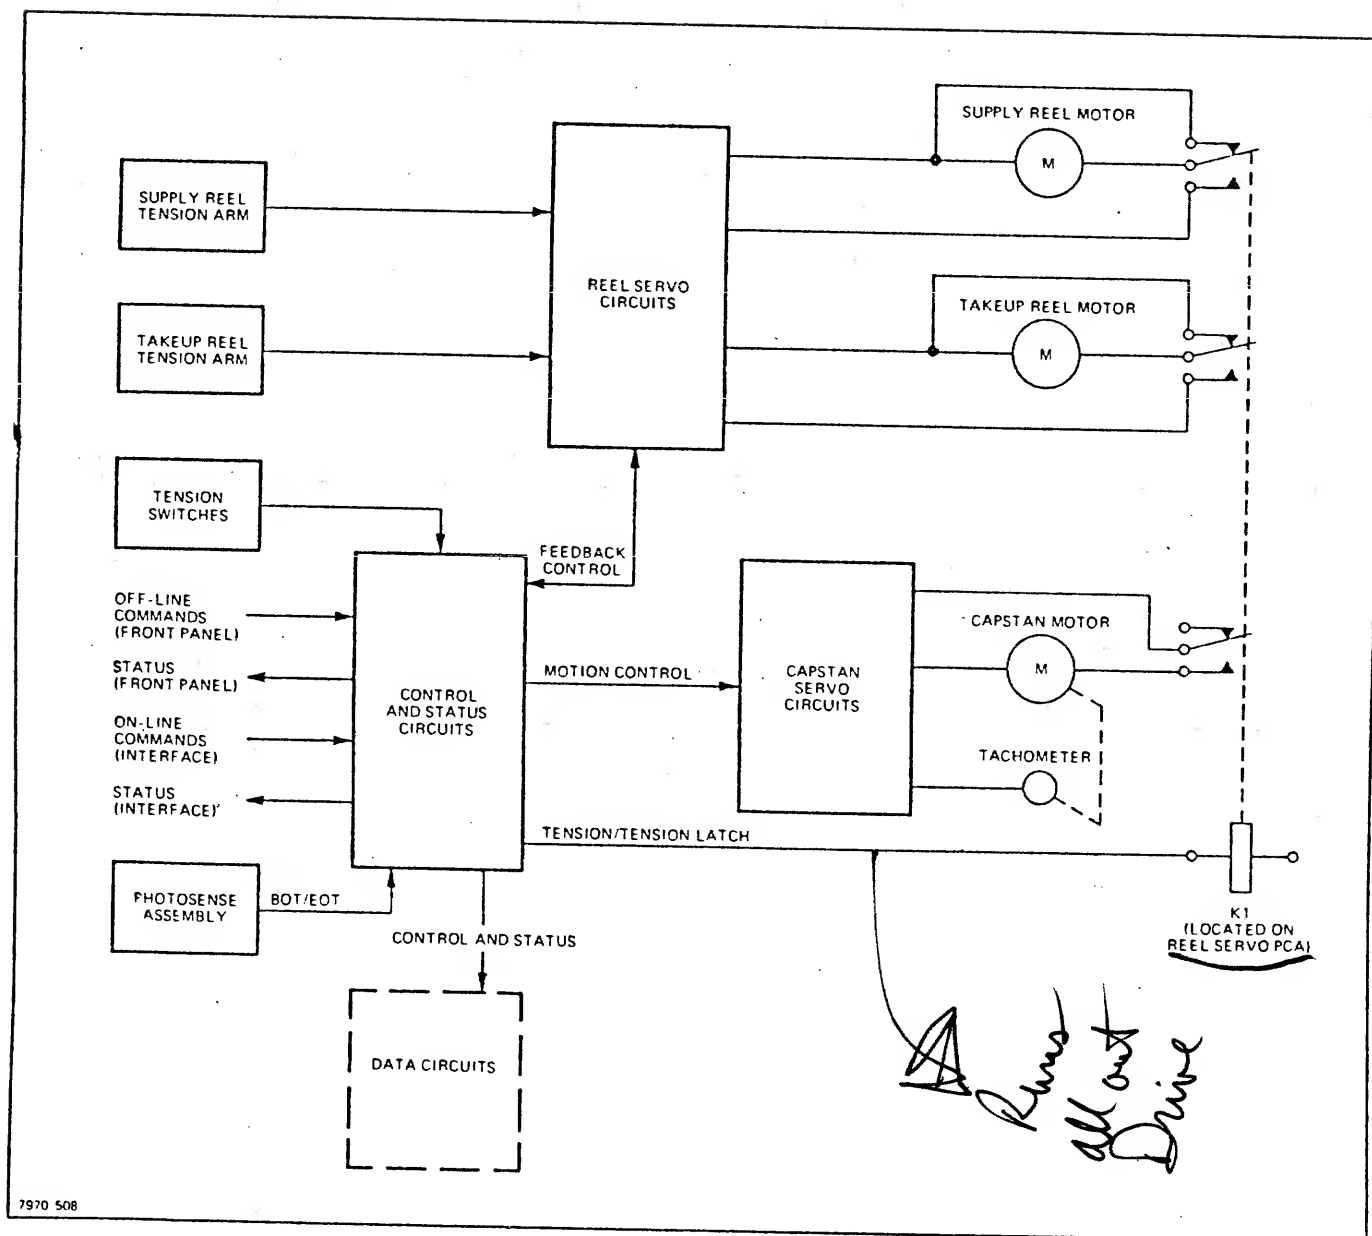 SUPPLY REEL MOTOR
M
SUPPLY REEL
TENSION ARM
REEL SERVO
CIRCUITS
TAKEUP REEL MOTOR
M
TAKEUP REEL
TENSION ARM
TENSION
SWITCHES
FEEDBACK
CONTROL
OFF-LINE
COMMANDS
(FRONT PANEL)
STATUS
(FRONT PANEL)
ON-LINE
COMMANDS
(INTERFACE)
STATUS
(INTERFACE)
CONTROL
AND STATUS
CIRCUITS
MOTION CONTROL
CAPSTAN
SERVO
CIRCUITS
CAPSTAN MOTOR
M
TACHOMETER
TENSION/TENSION LATCH
K1
(LOCATED ON
REEL SERVO PCA)
PHOTOSENSE
ASSEMBLY
BOT/EOT
CONTROL AND STATUS
DATA CIRCUITS
all out
Drive
7970 508